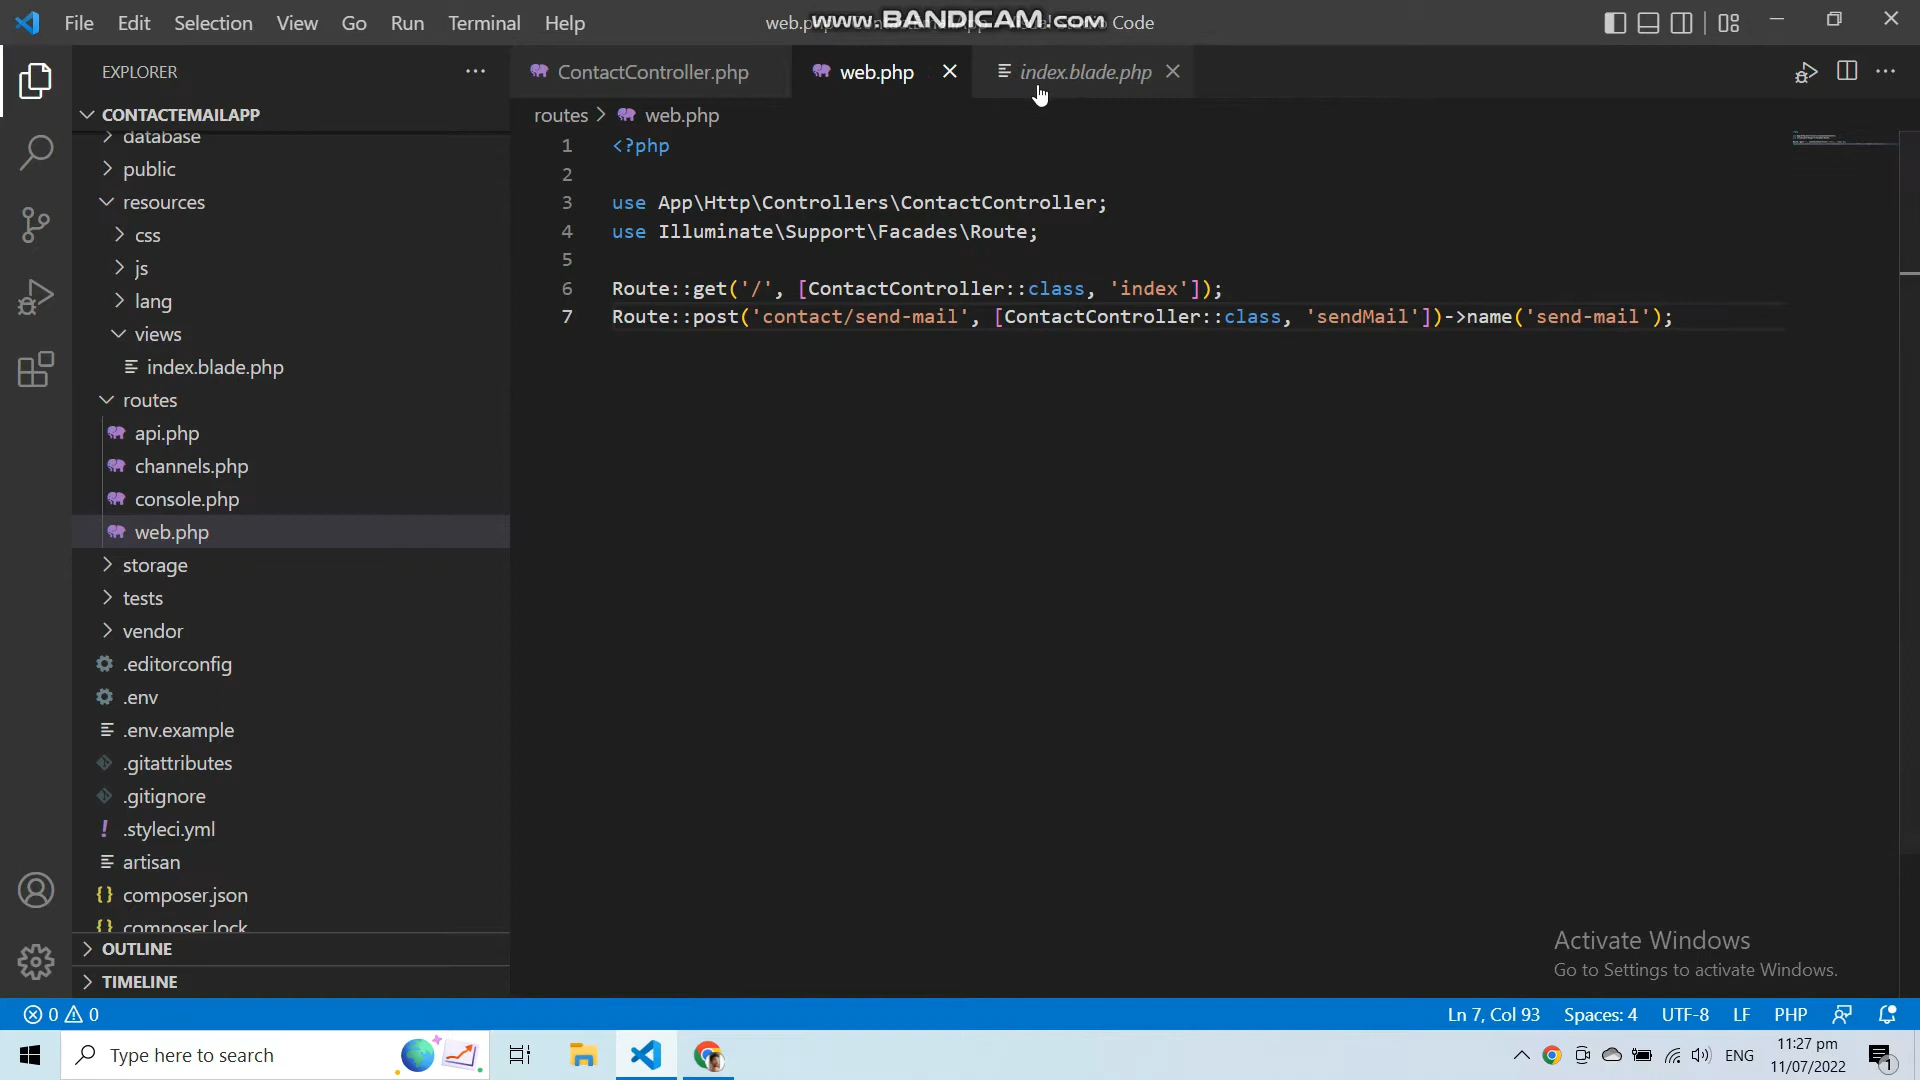 File Edit Selection View Go Run Terminal Help
web.p
www.BANDICAM.com
Code
EXPLORER
ContactController.php
web.php
index.blade.php
CONTACTEMAILAPP
routes > web.php
database
public
resources
css
js
lang
views
index.blade.php
routes
api.php
channels.php
console.php
web.php
storage
tests
vendor
.editorconfig
.env
.env.example
.gitattributes
.gitignore
.styleci.yml
artisan
composer.json
composer.lock
OUTLINE
TIMELINE
1 <?php
2
3 use App\Http\Controllers\ContactController;
4 use Illuminate\Support\Facades\Route;
5
6 Route::get('/', [ContactController::class, 'index']);
7 Route::post('contact/send-mail', [ContactController::class, 'sendMail'])->name('send-mail');
Activate Windows
Go to Settings to activate Windows.
0 0
Ln 7, Col 93 Spaces: 4 UTF-8 LF PHP
Type here to search
ENG
11:27 pm
11/07/2022
1